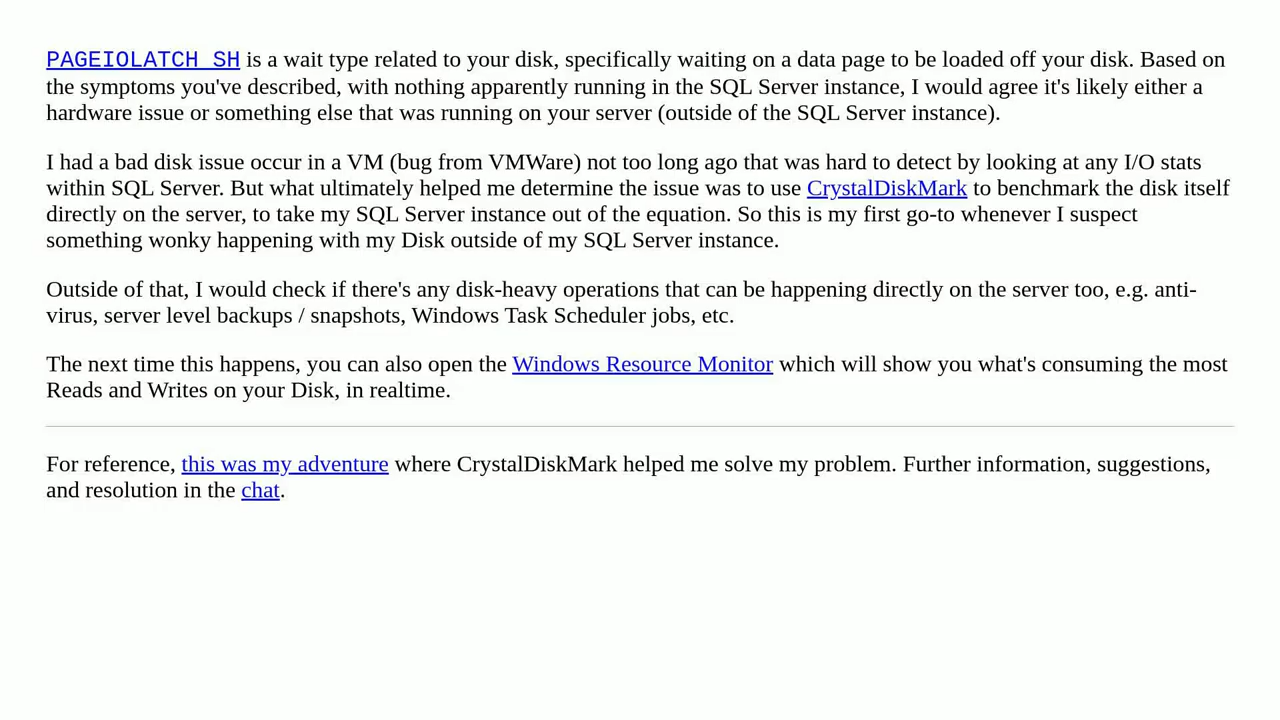 PAGEIOLATCH_SH is a wait type related to your disk, specifically waiting on a data page to be loaded off your disk. Based on
the symptoms you've described, with nothing apparently running in the SQL Server instance, I would agree it's likely either a
hardware issue or something else that was running on your server (outside of the SQL Server instance).
I had a bad disk issue occur in a VM (bug from VMWare) not too long ago that was hard to detect by looking at any I/O stats
within SQL Server. But what ultimately helped me determine the issue was to use CrystalDiskMark to benchmark the disk itself
directly on the server, to take my SQL Server instance out of the equation. So this is my first go-to whenever I suspect
something wonky happening with my Disk outside of my SQL Server instance.
Outside of that, I would check if there's any disk-heavy operations that can be happening directly on the server too, e.g. anti-
virus, server level backups / snapshots, Windows Task Scheduler jobs, etc.
The next time this happens, you can also open the Windows Resource Monitor which will show you what's consuming the most
Reads and Writes on your Disk, in realtime.
For reference, this was my adventure where CrystalDiskMark helped me solve my problem. Further information, suggestions,
and resolution in the chat.